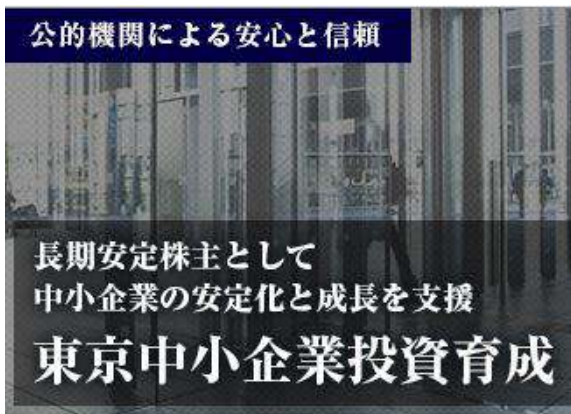 公的機関による安心と信頼
長期安定株主として
中小企業の安定化と成長を支援
東京中小企業投資育成